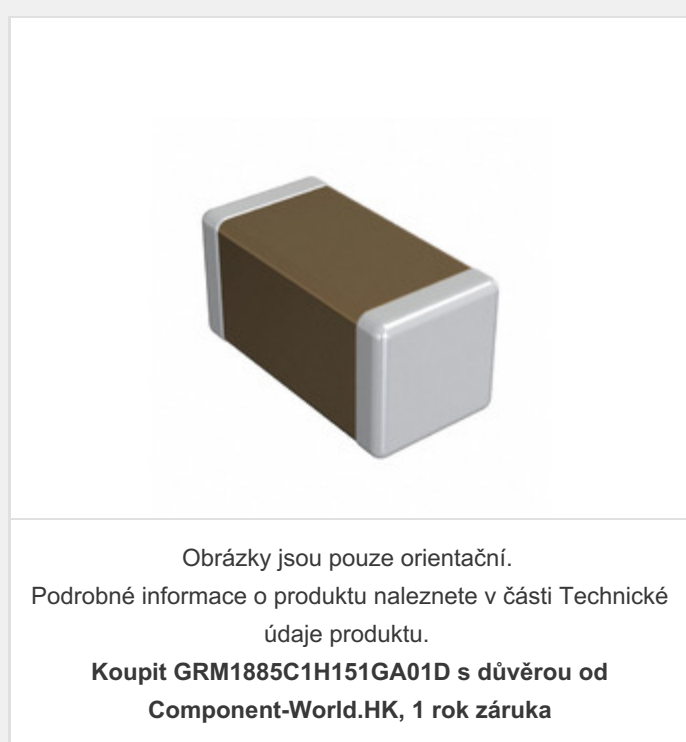 Obrázky jsou pouze orientační.
Podrobné informace o produktu naleznete v části Technické
údaje produktu.
Koupit GRM1885C1H151GA01D s důvěrou od
Component-World.HK, 1 rok záruka